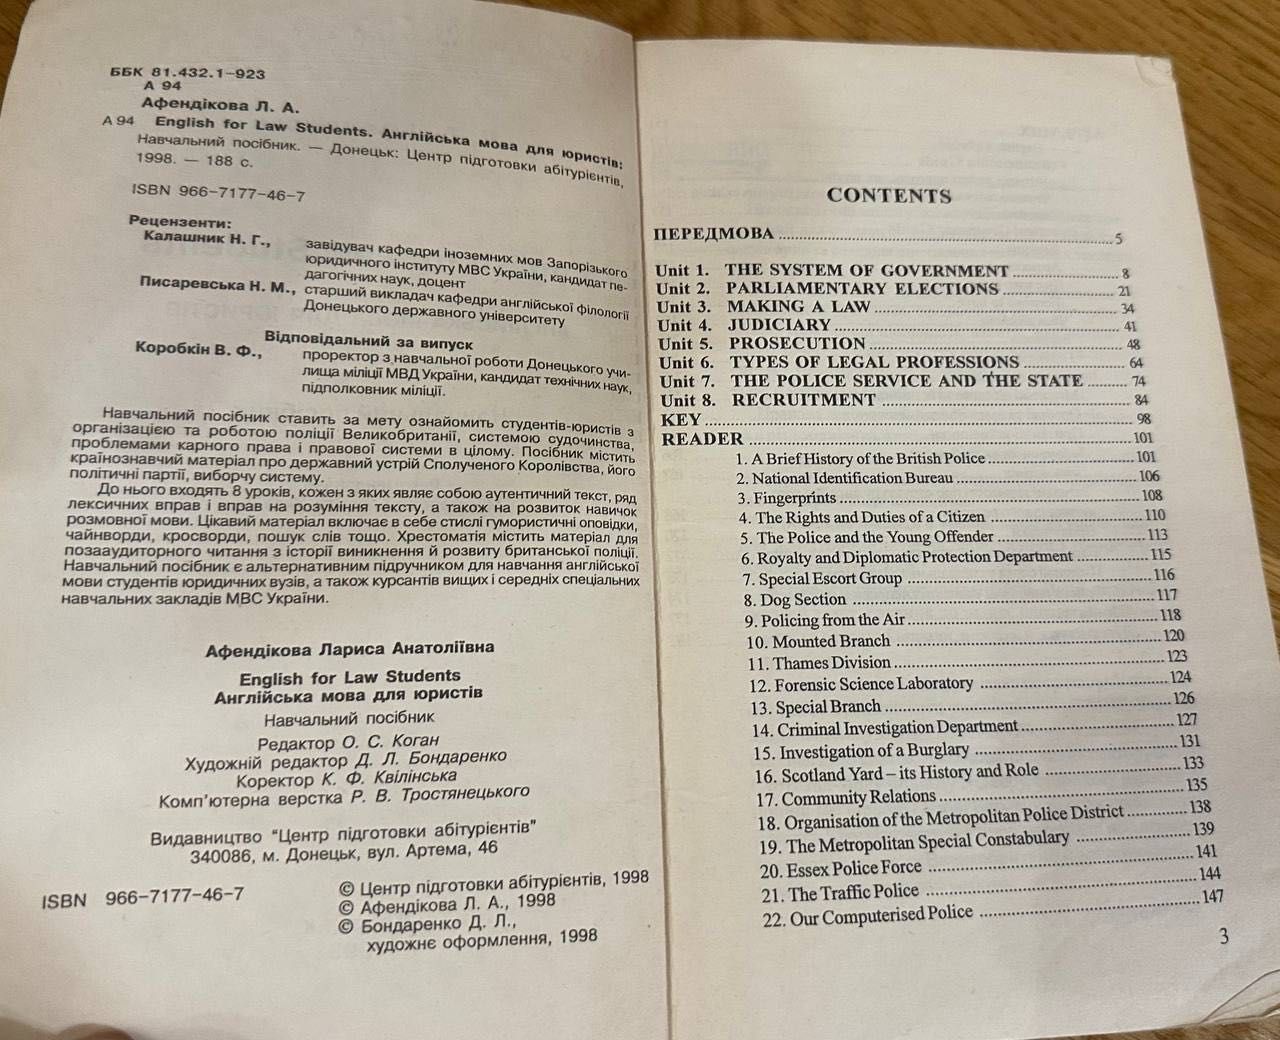 ББК 81.432.1–923
А 94
Афендікова Л. А.
А 94 English for Law Students. Англійська мова для юристів:
Навчальний посібник. — Донецьк: Центр підготовки абітурієнтів,
1998. — 188 с.
ISBN 966–7177–46–7
Рецензенти:
Калашник Н. Г., завідувач кафедри іноземних мов Запорізького
юридичного інституту МВС України, кандидат пе-
дагогічних наук, доцент
Писаревська Н. М., старший викладач кафедри англійської філології
Донецького державного університету
Відповідальний за випуск
Коробкін В. Ф., проректор з навчальної роботи Донецького учи-
лища міліції МВД України, кандидат технічних наук,
підполковник міліції.
Навчальний посібник ставить за мету ознайомить студентів-юристів з
організацією та роботою поліції Великобританії, системою судочинства,
проблемами карного права і правової системи в цілому. Посібник містить
країнознавчий матеріал про державний устрій Сполученого Королівства, його
політичні партії, виборчу систему.
До нього входять 8 уроків, кожен з яких являє собою аутентичний текст, ряд
лексичних вправ і вправ на розуміння тексту, а також на розвиток навичок
розмовної мови. Цікавий матеріал включає в себе стислі гумористичні оповідки,
чайнворди, кросворди, пошук слів тощо. Хрестоматія містить матеріал для
позааудиторного читання з історії виникнення й розвиту британської поліції.
Навчальний посібник є альтернативним підручником для навчання англійської
мови студентів юридичних вузів, а також курсантів вищих і середніх спеціальних
навчальних закладів МВС України.
Афендікова Лариса Анатоліївна
English for Law Students
Англійська мова для юристів
Навчальний посібник
Редактор О. С. Коган
Художній редактор Д. Л. Бондаренко
Коректор К. Ф. Квілінська
Комп'ютерна верстка Р. В. Тростянецького
Видавництво “Центр підготовки абітурієнтів”
340086, м. Донецьк, вул. Артема, 46
ISBN 966–7177–46–7
© Центр підготовки абітурієнтів, 1998
© Афендікова Л. А., 1998
© Бондаренко Д. Л.,
художнє оформлення, 1998
CONTENTS
ПЕРЕДМОВА ........ 5
Unit 1. THE SYSTEM OF GOVERNMENT ........ 8
Unit 2. PARLIAMENTARY ELECTIONS ........ 21
Unit 3. MAKING A LAW ........ 34
Unit 4. JUDICIARY ........ 41
Unit 5. PROSECUTION ........ 48
Unit 6. TYPES OF LEGAL PROFESSIONS ........ 64
Unit 7. THE POLICE SERVICE AND THE STATE ........ 74
Unit 8. RECRUITMENT ........ 84
KEY ........ 98
READER ........ 101
1. A Brief History of the British Police ........ 101
2. National Identification Bureau ........ 106
3. Fingerprints ........ 108
4. The Rights and Duties of a Citizen ........ 110
5. The Police and the Young Offender ........ 113
6. Royalty and Diplomatic Protection Department ........ 115
7. Special Escort Group ........ 116
8. Dog Section ........ 117
9. Policing from the Air ........ 118
10. Mounted Branch ........ 120
11. Thames Division ........ 123
12. Forensic Science Laboratory ........ 124
13. Special Branch ........ 126
14. Criminal Investigation Department ........ 127
15. Investigation of a Burglary ........ 131
16. Scotland Yard – its History and Role ........ 133
17. Community Relations ........ 135
18. Organisation of the Metropolitan Police District ........ 138
19. The Metropolitan Special Constabulary ........ 139
20. Essex Police Force ........ 141
21. The Traffic Police ........ 144
22. Our Computerised Police ........ 147
3